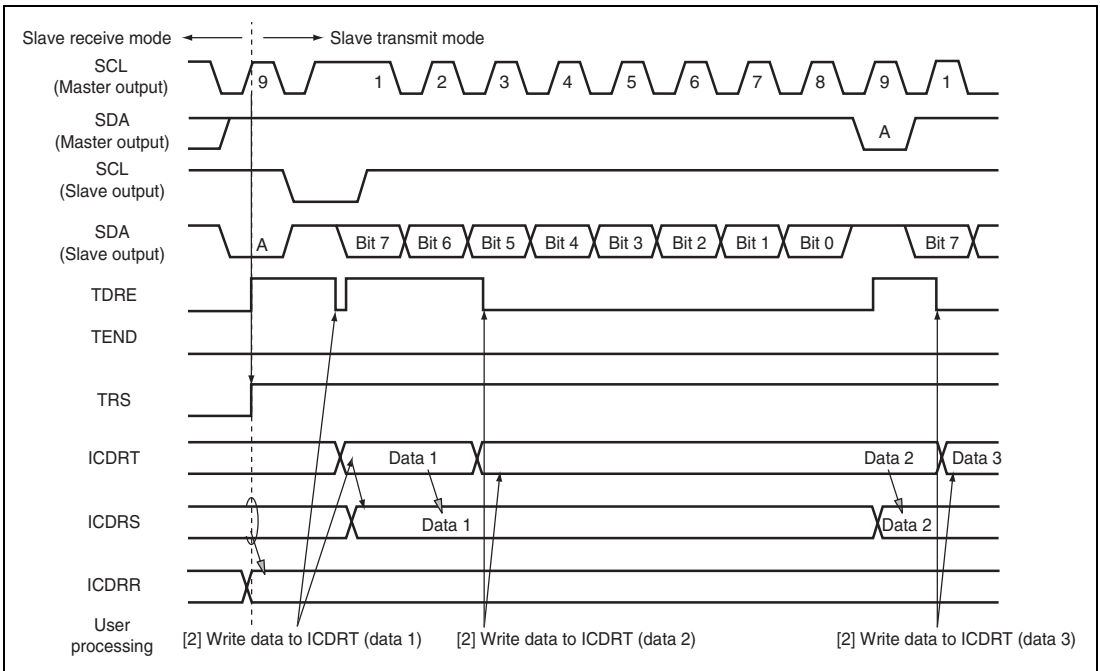 Slave receive mode Slave transmit mode
SCL
(Master output)
9 1 2 3 4 5 6 7 8 9 1
SDA
(Master output)
A
SCL
(Slave output)
SDA
(Slave output)
A Bit 7 Bit 6 Bit 5 Bit 4 Bit 3 Bit 2 Bit 1 Bit 0 Bit 7
TDRE
TEND
TRS
ICDRT
Data 1 Data 2 Data 3
ICDRS
Data 1 Data 2
ICDRR
User
processing
[2] Write data to ICDRT (data 1) [2] Write data to ICDRT (data 2) [2] Write data to ICDRT (data 3)